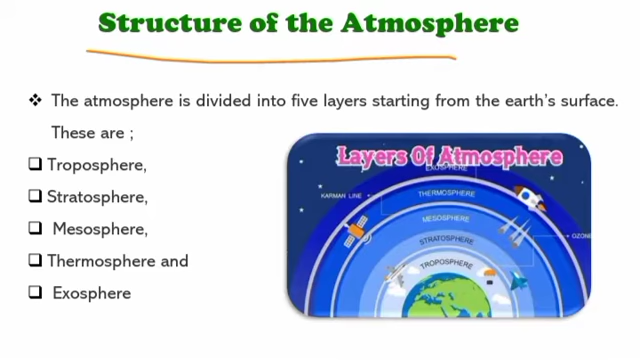 Structure of the Atmosphere
❖ The atmosphere is divided into five layers starting from the earth's surface.
These are ;
❑ Troposphere,
❑ Stratosphere,
❑ Mesosphere,
❑ Thermosphere and
❑ Exosphere
Layers Of Atmosphere
EXOSPHERE
KARMAN LINE
THERMOSPHERE
MESOSPHERE
OZONE
STRATOSPHERE
TROPOSPHERE